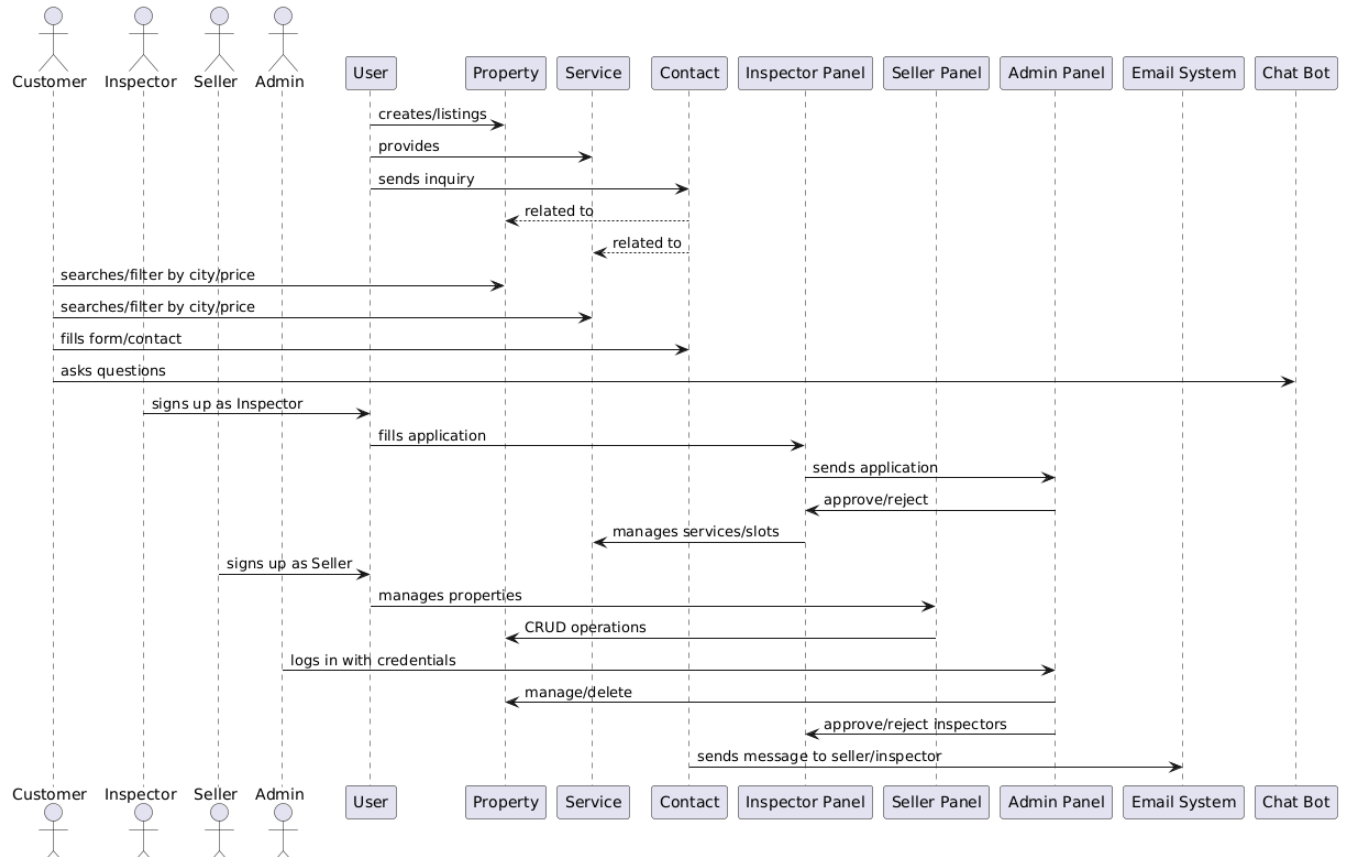 Customer
Inspector
Seller
Admin
User
Property
Service
Contact
Inspector Panel
Seller Panel
Admin Panel
Email System
Chat Bot
creates/listings
provides
sends inquiry
related to
related to
searches/filter by city/price
searches/filter by city/price
fills form/contact
asks questions
signs up as Inspector
fills application
sends application
approve/reject
manages services/slots
signs up as Seller
manages properties
CRUD operations
logs in with credentials
manage/delete
approve/reject inspectors
sends message to seller/inspector
Customer
Inspector
Seller
Admin
User
Property
Service
Contact
Inspector Panel
Seller Panel
Admin Panel
Email System
Chat Bot